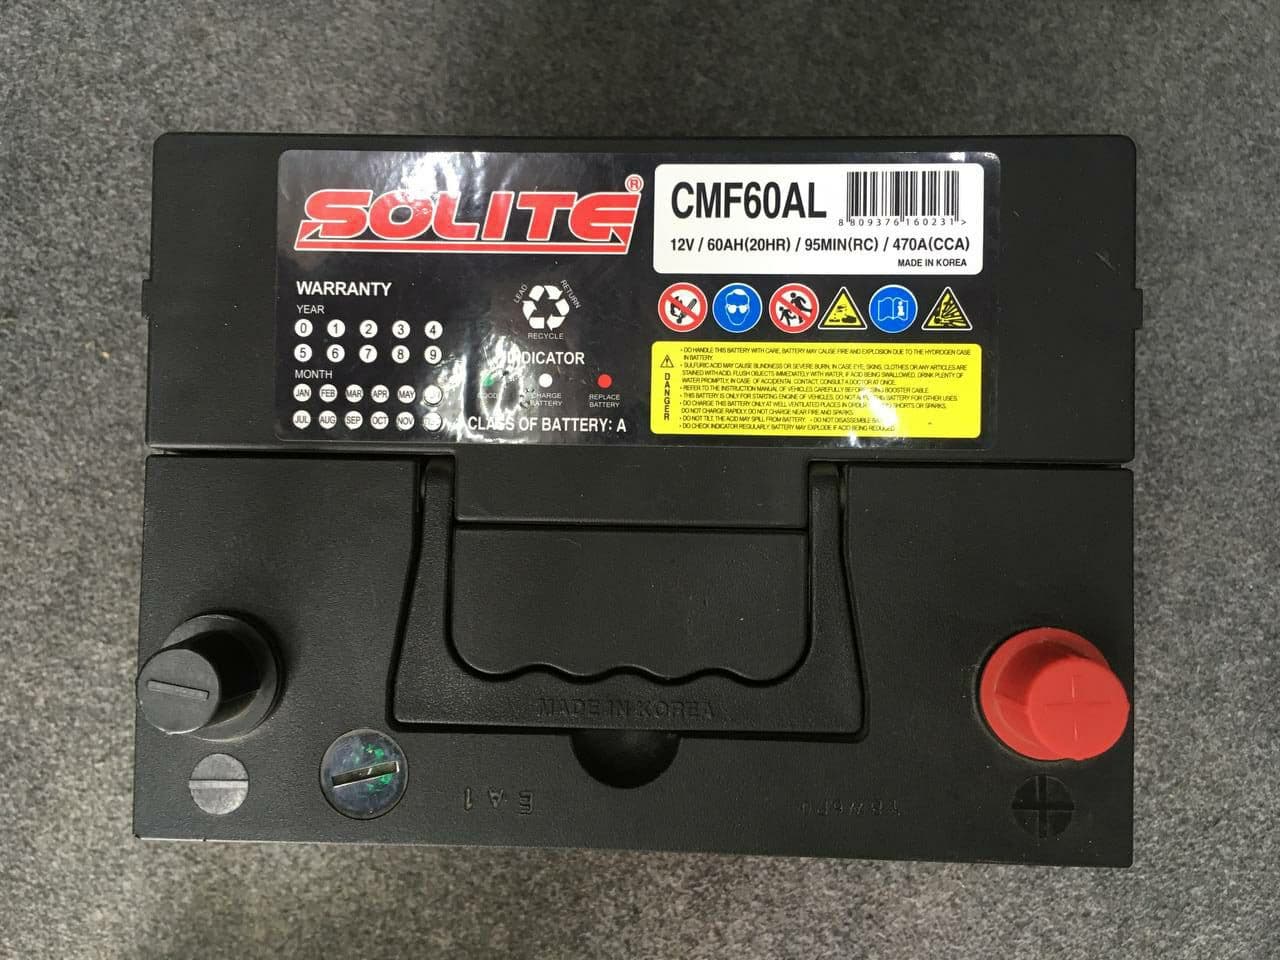 SOLITE®
CMF60AL
8 809376 160231 >
12V / 60AH(20HR) / 95MIN(RC) / 470A(CCA)
MADE IN KOREA
WARRANTY
YEAR
0 1 2 3 4
5 6 7 8 9
MONTH
JAN FEB MAR APR MAY
JUL AUG SEP OCT NOV
LEAD RETURN
RECYCLE
INDICATOR
CHARGE BATTERY
REPLACE BATTERY
CLASS OF BATTERY: A
DANGER
• DO HANDLE THIS BATTERY WITH CARE, BATTERY MAY CAUSE FIRE AND EXPLOSION DUE TO THE HYDROGEN CASE
IN BATTERY.
• SULFURIC ACID MAY CAUSE BLINDNESS OR SEVERE BURN, IN CASE EYE, SKIN, CLOTHES OR ANY ARTICLES ARE
STAINED WITH ACID, FLUSH OBJECTS IMMEDIATELY WITH WATER, IF ACID BEING SWALLOWED, DRINK PLENTY OF
WATER PROMPTLY, IN CASE OF ACCIDENTAL CONTACT, CONSULT A DOCTOR AT ONCE.
• REFER TO THE INSTRUCTION MANUAL OF VEHICLES CAREFULLY BEFORE USING BOOSTER CABLE.
• THIS BATTERY IS ONLY FOR STARTING ENGINE OF VEHICLES, DO NOT APPLY THIS BATTERY FOR OTHER USES.
• DO CHARGE THIS BATTERY ONLY AT WELL VENTILATED PLACES IN ORDER SHORTS OR SPARKS,
DO NOT CHARGE RAPIDLY. DO NOT CHARGE NEAR FIRE AND SPARKS.
• DO NOT TILT, THE ACID MAY SPILL FROM BATTERY. • DO NOT DISASSEMBLE
• DO CHECK INDICATOR REGULARLY. BATTERY MAY EXPLODE IF ACID BEING REDUCED.
MADE IN KOREA
E A 1